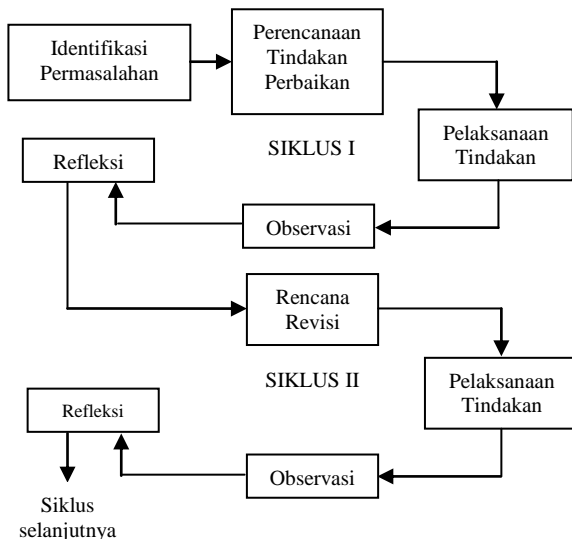 Identifikasi
Permasalahan
Perencanaan
Tindakan
Perbaikan
Pelaksanaan
Tindakan
SIKLUS I
Refleksi
Observasi
Rencana
Revisi
SIKLUS II
Pelaksanaan
Tindakan
Refleksi
Observasi
Siklus
selanjutnya